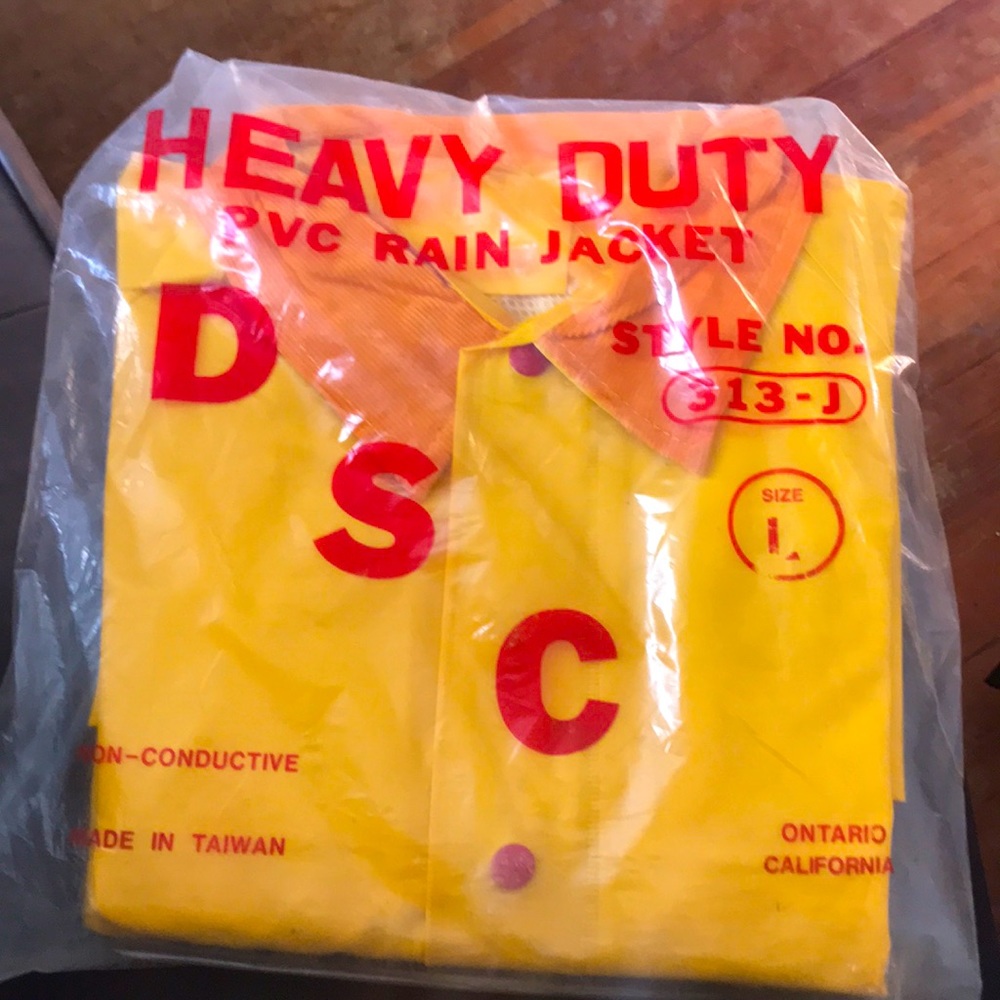 HEAVY DUTY
PVC RAIN JACKET
D
S
C
STYLE NO.
313-J
SIZE
L
NON-CONDUCTIVE
MADE IN TAIWAN
ONTARIO
CALIFORNIA